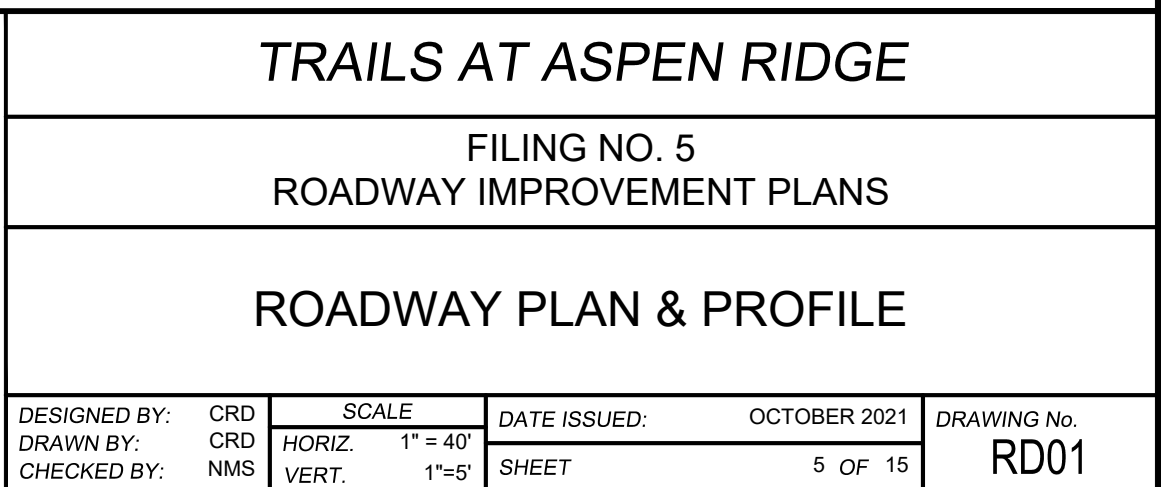 TRAILS AT ASPEN RIDGE
FILING NO. 5
ROADWAY IMPROVEMENT PLANS
ROADWAY PLAN & PROFILE
DESIGNED BY: CRD
DRAWN BY: CRD
CHECKED BY: NMS
SCALE
HORIZ. 1" = 40'
VERT. 1"=5'
DATE ISSUED: OCTOBER 2021
SHEET 5 OF 15
DRAWING No.
RD01